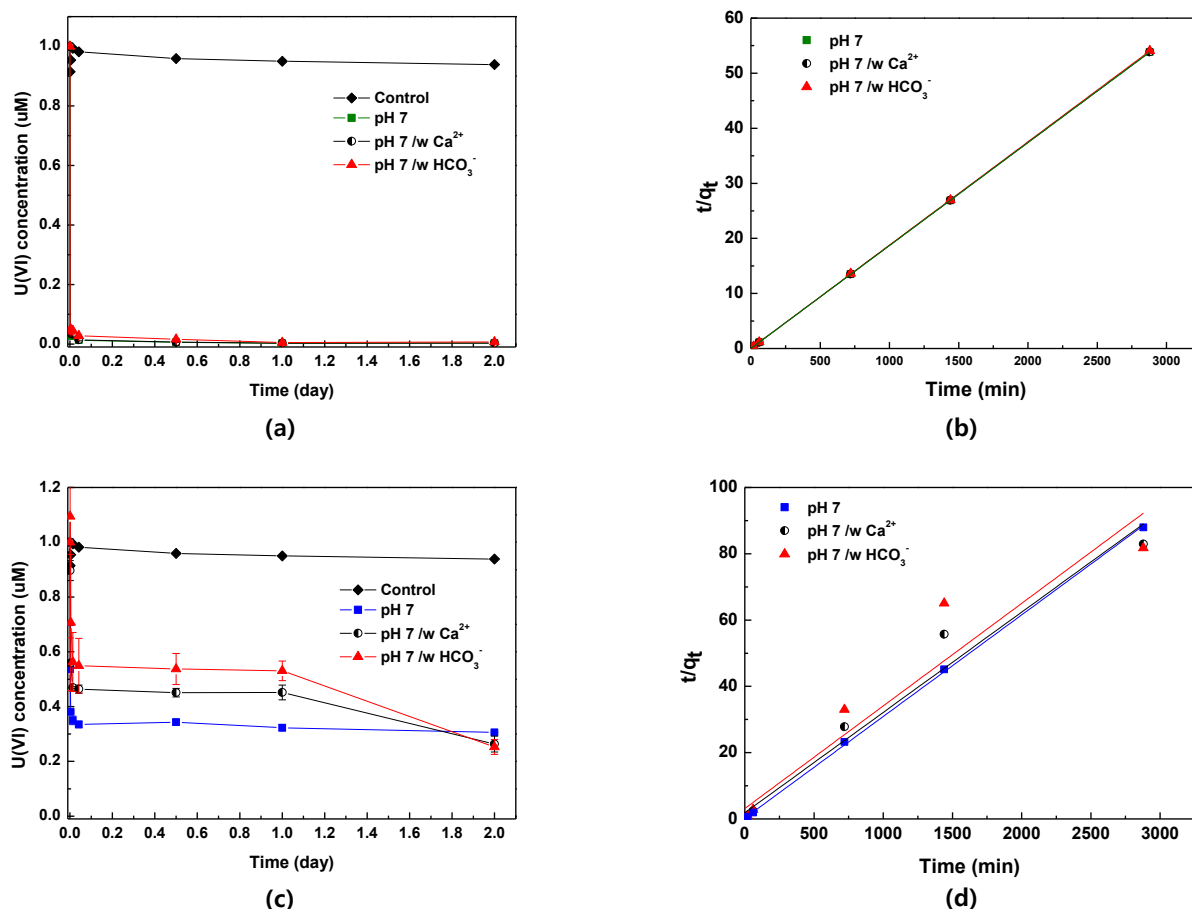 U(VI) concentration (uM)
1.0
0.8
0.6
0.4
0.2
0.0
0.0 0.2 0.4 0.6 0.8 1.0 1.2 1.4 1.6 1.8 2.0
Time (day)
Control
pH 7
pH 7 /w Ca²⁺
pH 7 /w HCO₃⁻
(a)
t/qt
60
50
40
30
20
10
0
0 500 1000 1500 2000 2500 3000
Time (min)
pH 7
pH 7 /w Ca²⁺
pH 7 /w HCO₃⁻
(b)
U(VI) concentration (uM)
1.2
1.0
0.8
0.6
0.4
0.2
0.0
0.0 0.2 0.4 0.6 0.8 1.0 1.2 1.4 1.6 1.8 2.0
Time (day)
Control
pH 7
pH 7 /w Ca²⁺
pH 7 /w HCO₃⁻
(c)
t/qt
100
80
60
40
20
0
0 500 1000 1500 2000 2500 3000
Time (min)
pH 7
pH 7 /w Ca²⁺
pH 7 /w HCO₃⁻
(d)